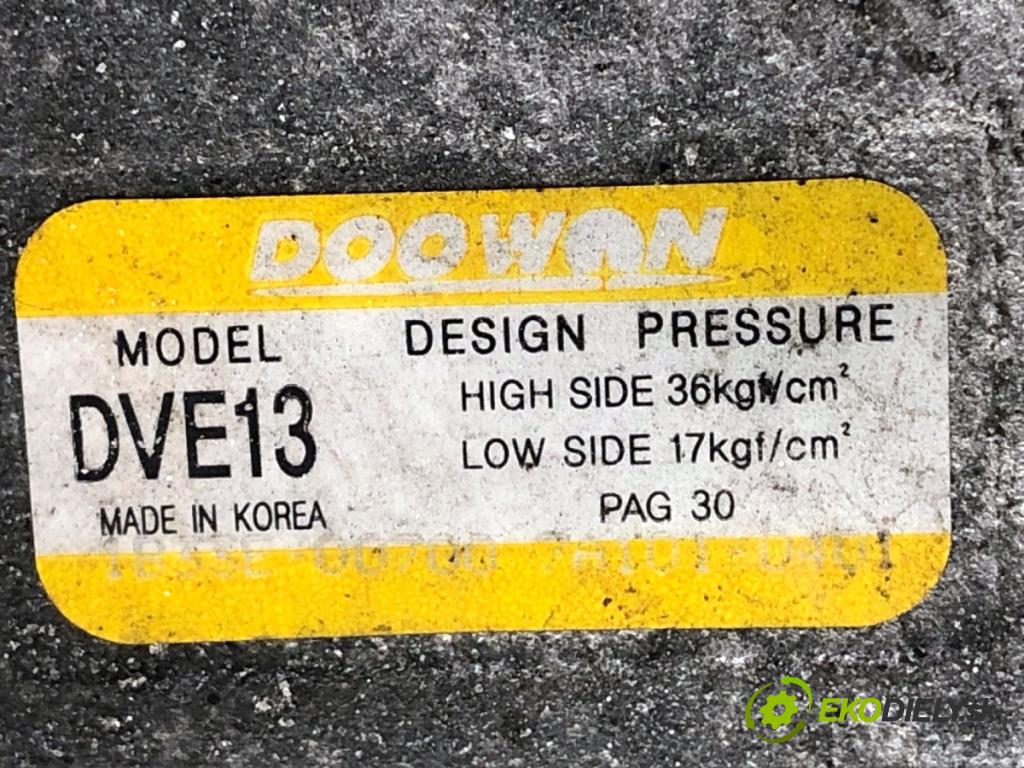 DOOWON
MODEL
DVE13
MADE IN KOREA
DESIGN PRESSURE
HIGH SIDE 36kgf/cm²
LOW SIDE 17kgf/cm²
PAG 30
EKODIELY.SK